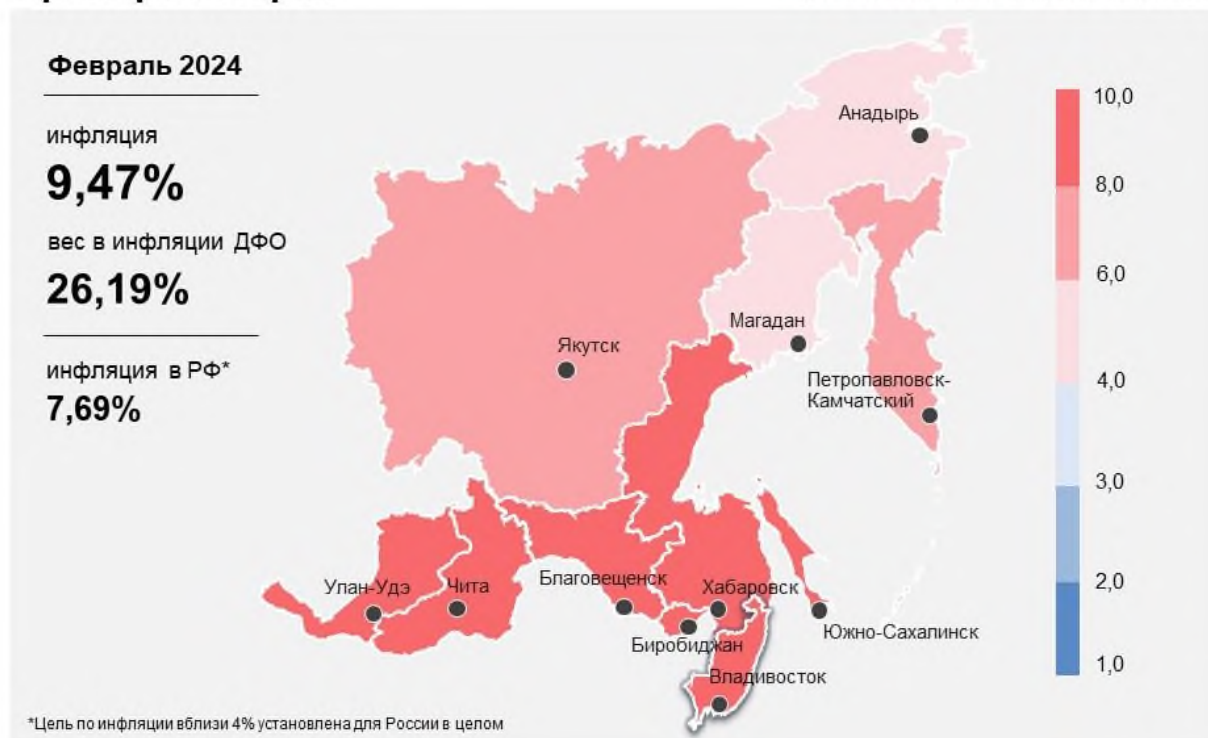 Февраль 2024
инфляция
9,47%
вес в инфляции ДФО
26,19%
инфляция в РФ*
7,69%
Анадырь
Магадан
Якутск
Петропавловск-
Камчатский
Улан-Удэ
Чита
Благовещенск
Хабаровск
Биробиджан
Южно-Сахалинск
Владивосток
10,0
8,0
6,0
4,0
3,0
2,0
1,0
*Цель по инфляции вблизи 4% установлена для России в целом